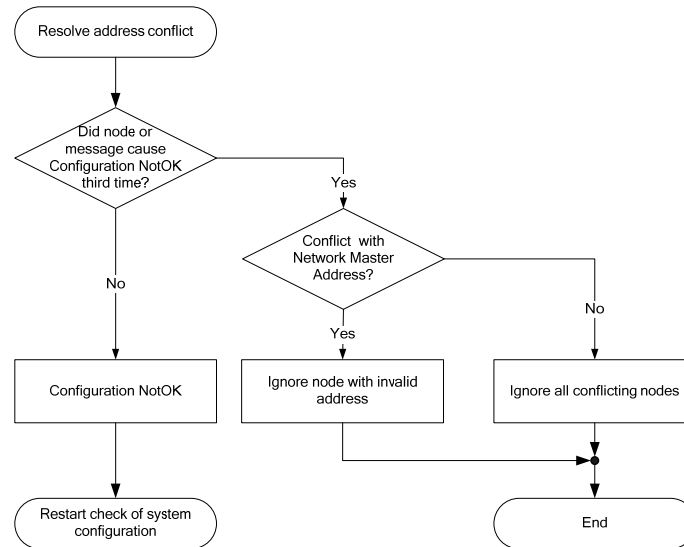 Resolve address conflict
Did node or
message cause
Configuration NotOK
third time?
Yes
Conflict with
Network Master
Address?
No
No
Yes
Configuration NotOK
Ignore node with invalid
address
Ignore all conflicting nodes
Restart check of system
configuration
End